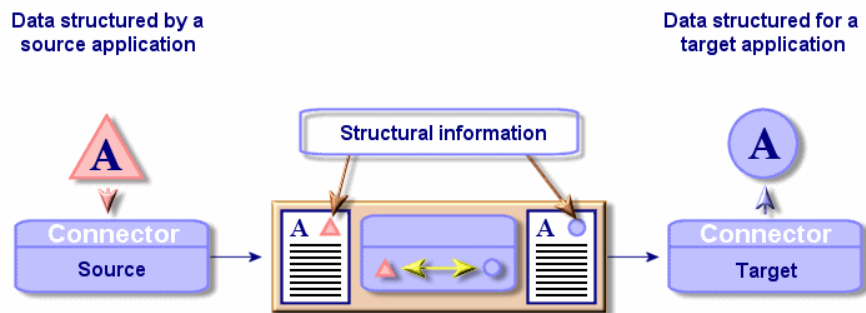 Data structured by a
source application
Data structured for a
target application
Structural information
A
A
Connector
Source
A
A
Connector
Target